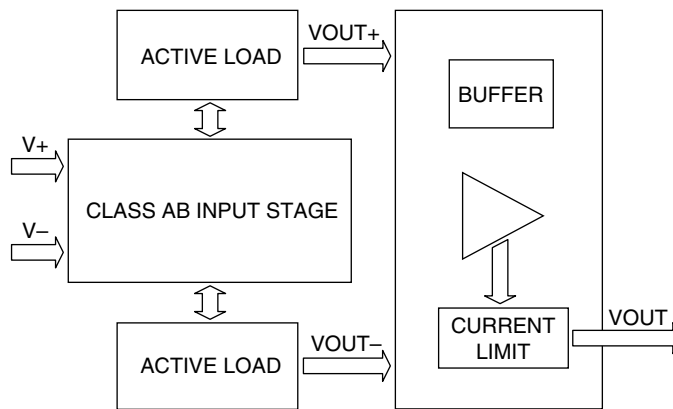 ACTIVE LOAD
VOUT+
BUFFER
V+
CLASS AB INPUT STAGE
V–
CURRENT
LIMIT
VOUT
ACTIVE LOAD
VOUT–